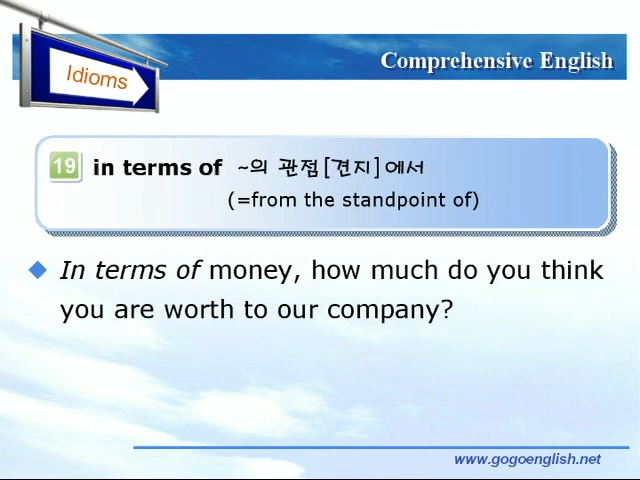 Idioms
Comprehensive English
19 in terms of ~의 관점[견지]에서
(=from the standpoint of)
In terms of money, how much do you think
you are worth to our company?
www.gogoenglish.net